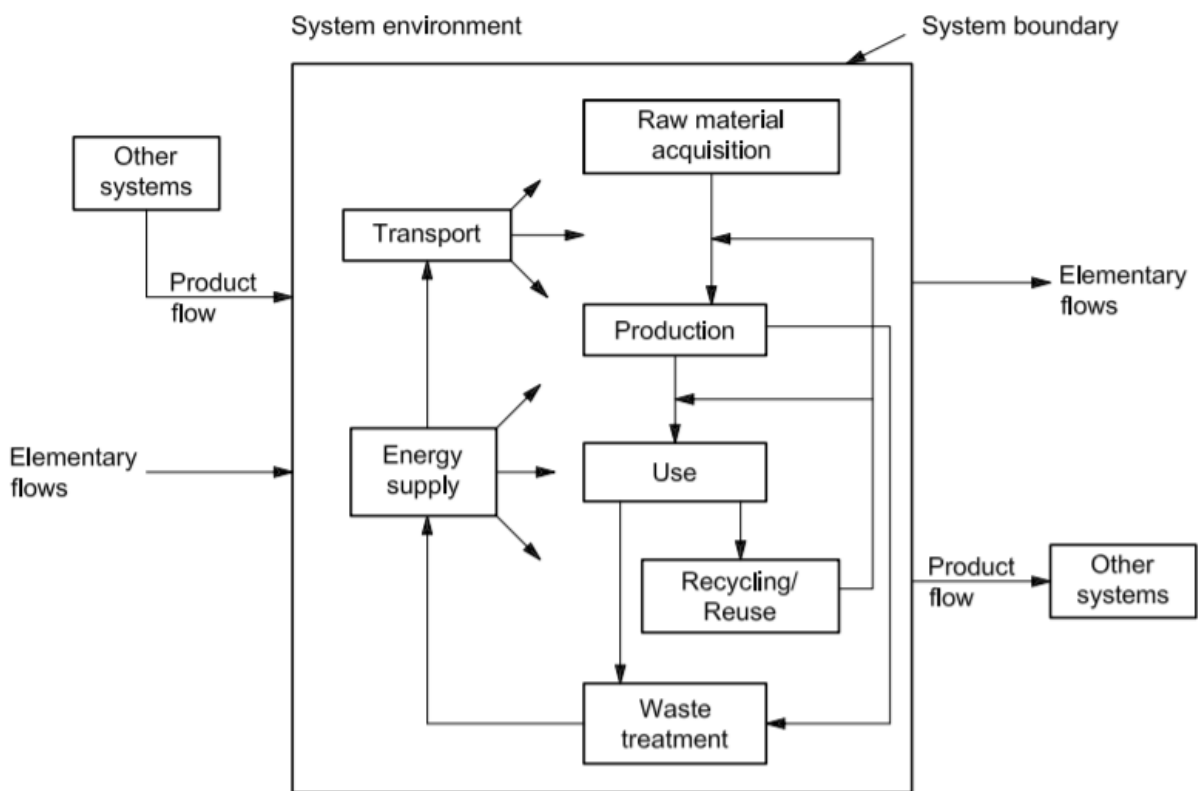 System environment
System boundary
Raw material
acquisition
Other
systems
Transport
Product
flow
Elementary
flows
Production
Elementary
flows
Energy
supply
Use
Recycling/
Reuse
Product
flow
Other
systems
Waste
treatment